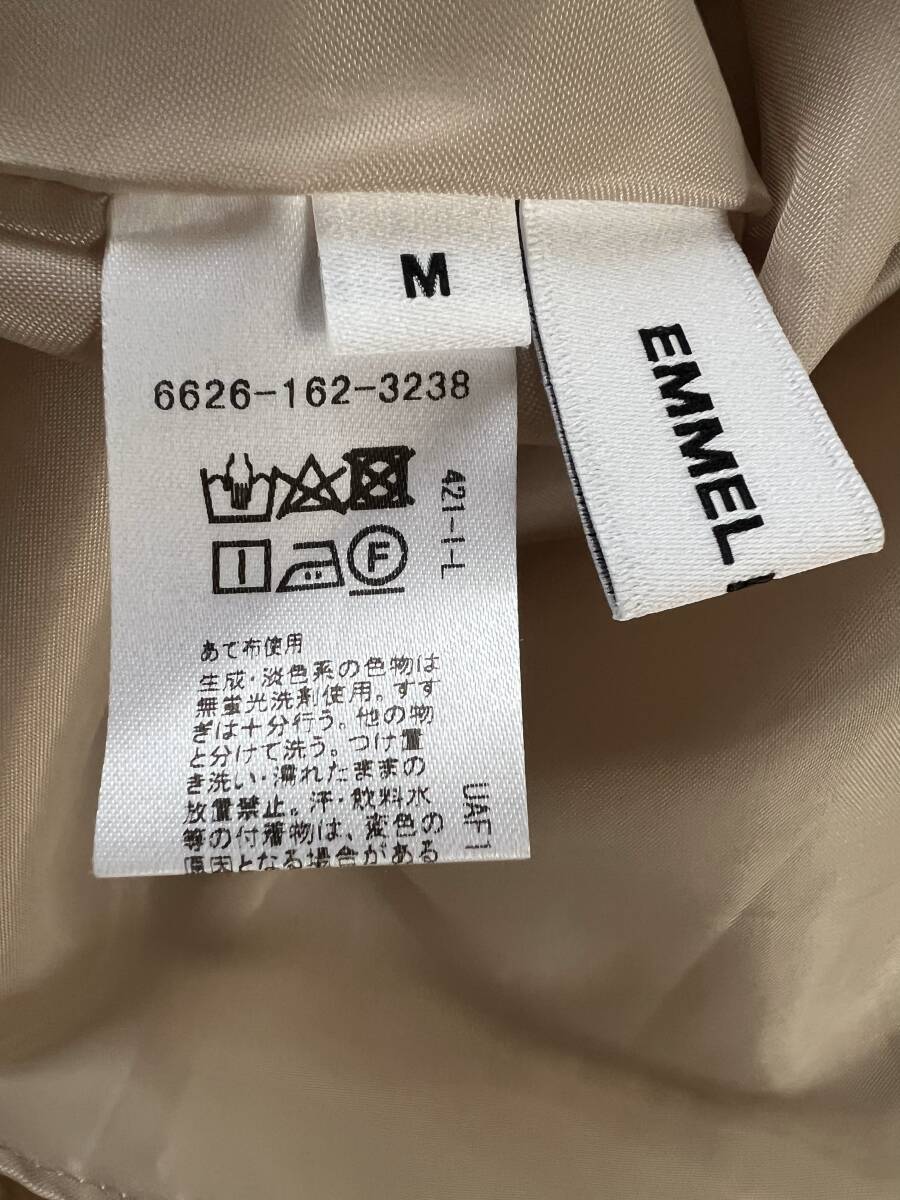 M
EMMEL
6626-162-3238
421-I-L
F
あて布使用
生成・淡色系の色物は
無蛍光洗剤使用。すす
ぎは十分行う。他の物
と分けて洗う。つけ置
き洗い・濡れたままの
放置禁止。汗・飲料水
等の付着物は、変色の
原因となる場合がある
UAF1